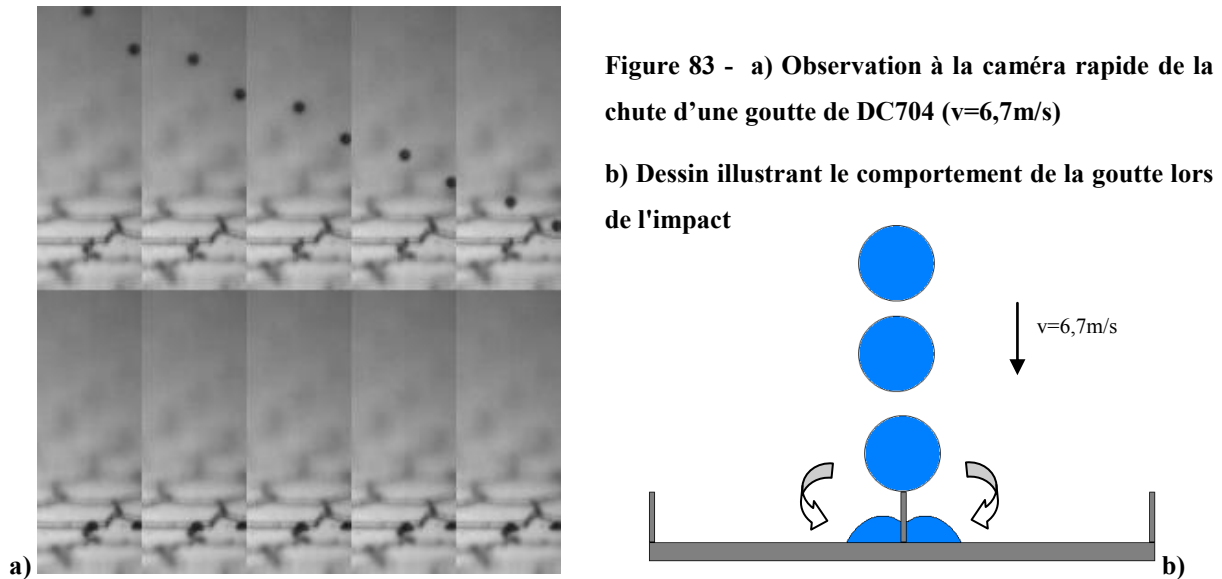 Figure 83 - a) Observation à la caméra rapide de la
chute d’une goutte de DC704 (v=6,7m/s)
b) Dessin illustrant le comportement de la goutte lors
de l'impact
v=6,7m/s
a)
b)